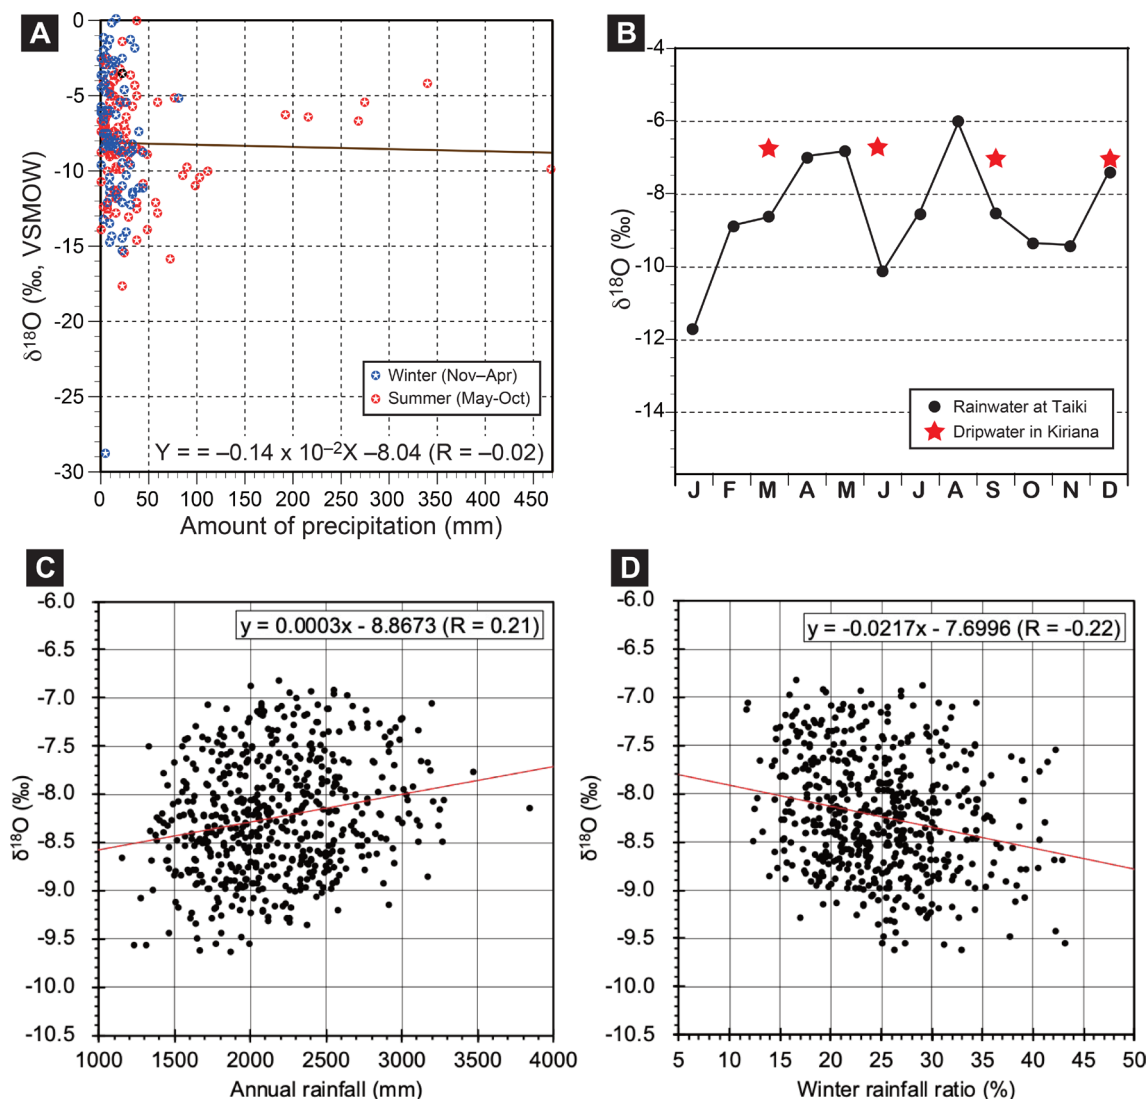 A
0
-5
-10
-15
-20
-25
-30
δ18O (‰, VSMOW)
Winter (Nov–Apr)
Summer (May-Oct)
Y = = –0.14 x 10–2X –8.04 (R = –0.02)
0 50 100 150 200 250 300 350 400 450
Amount of precipitation (mm)
B
-4
-6
-8
-10
-12
-14
δ18O (‰)
Rainwater at Taiki
Dripwater in Kiriana
J F M A M J J A S O N D
C
y = 0.0003x - 8.8673 (R = 0.21)
-6.0
-6.5
-7.0
-7.5
-8.0
-8.5
-9.0
-9.5
-10.0
-10.5
δ18O (‰)
1000 1500 2000 2500 3000 3500 4000
Annual rainfall (mm)
D
y = -0.0217x - 7.6996 (R = -0.22)
-6.0
-6.5
-7.0
-7.5
-8.0
-8.5
-9.0
-9.5
-10.0
-10.5
δ18O (‰)
5 10 15 20 25 30 35 40 45 50
Winter rainfall ratio (%)